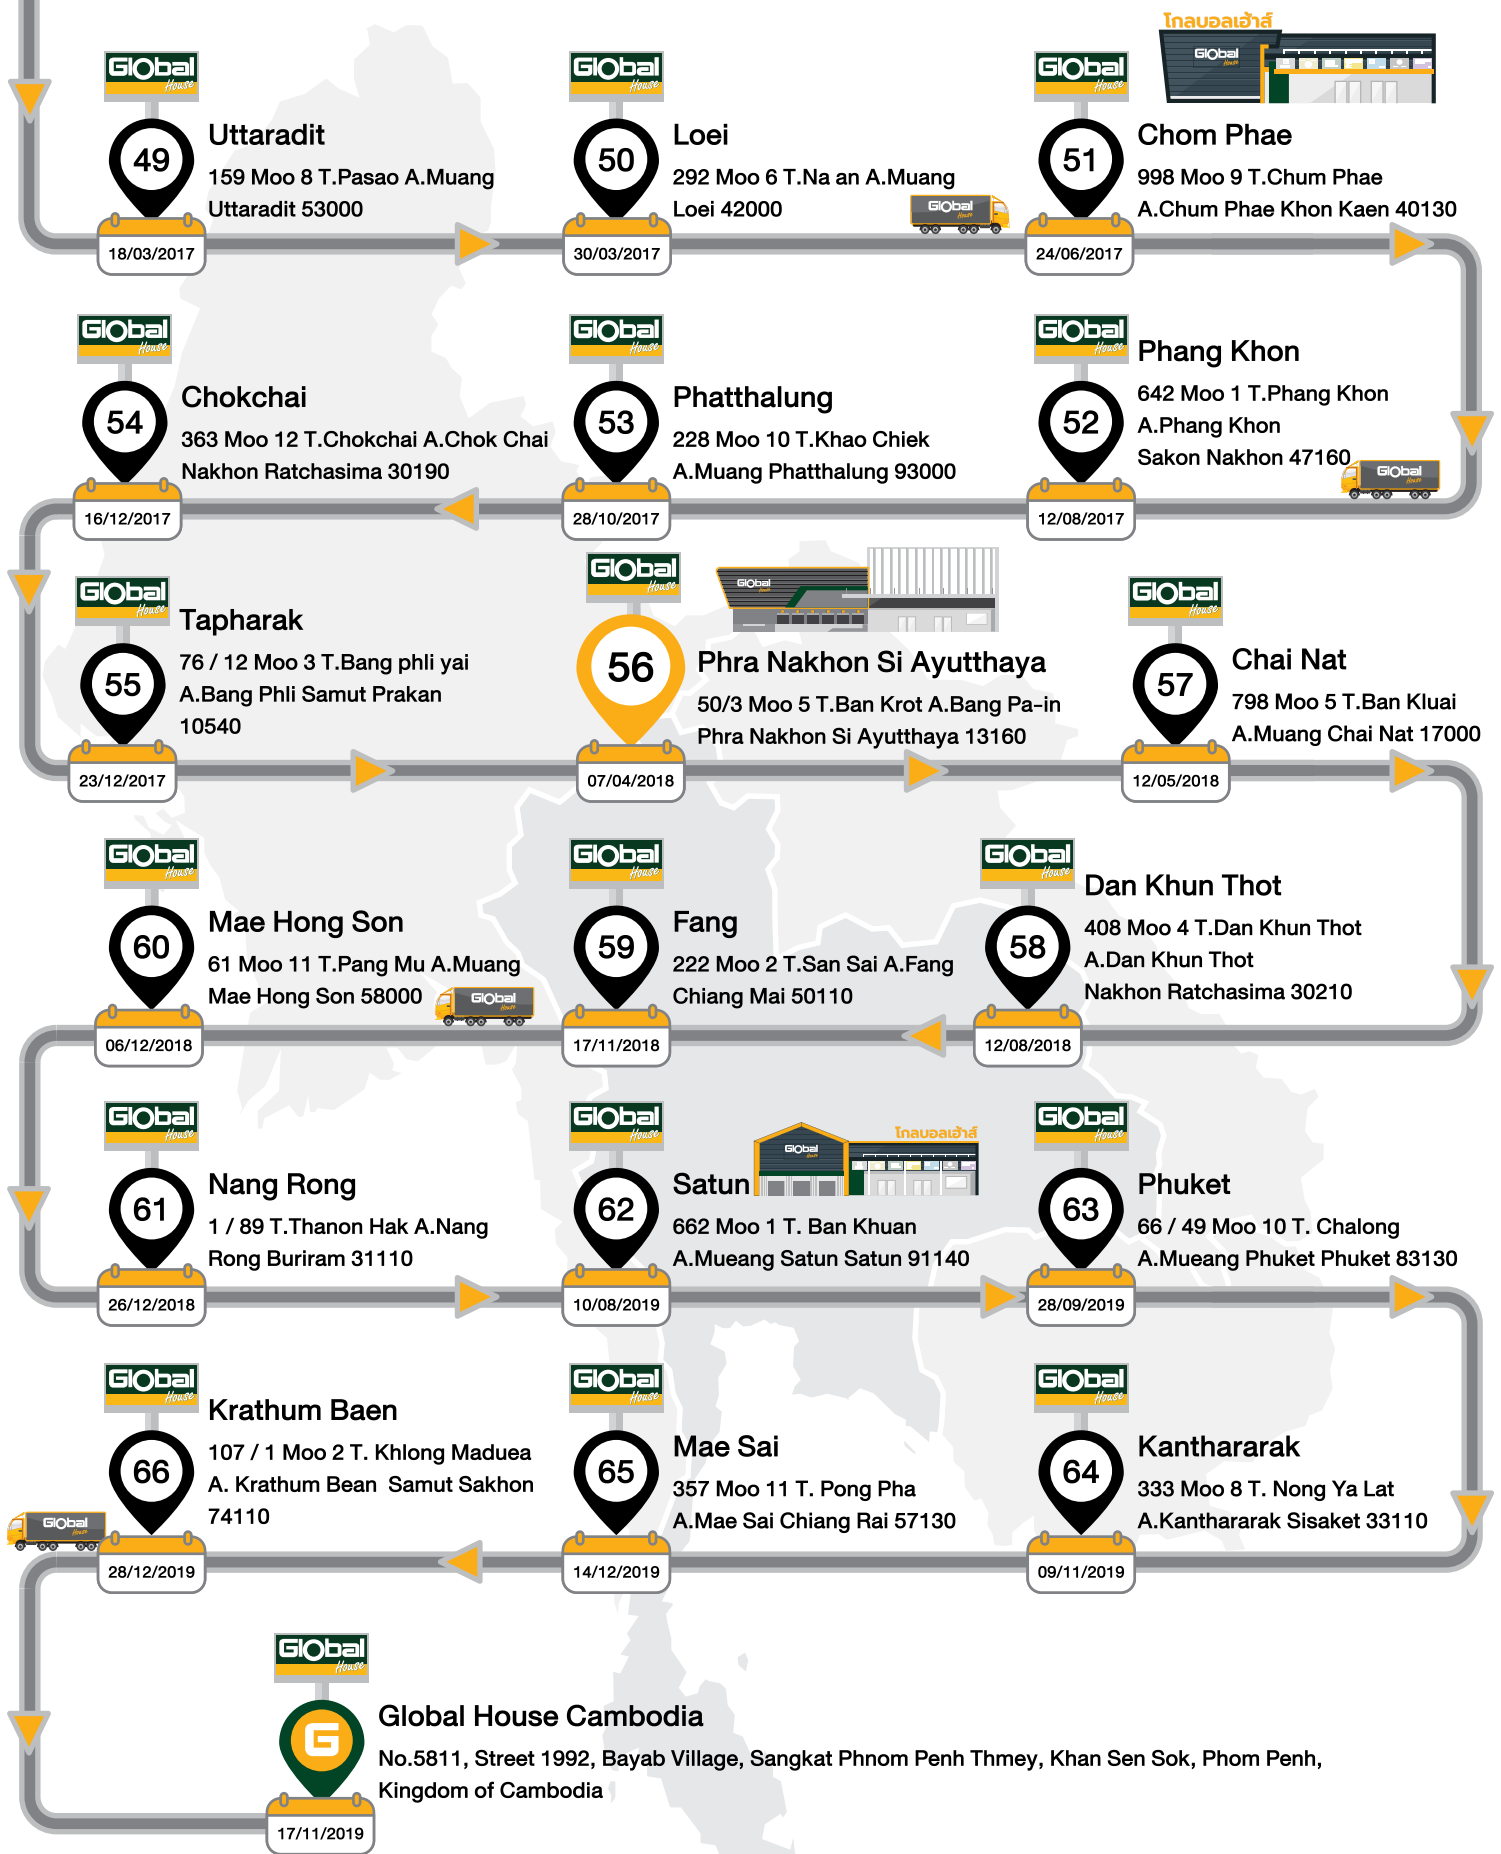 โกลบอลเฮ้าส์
Global
House
Global
House
49
Uttaradit
159 Moo 8 T.Pasao A.Muang
Uttaradit 53000
18/03/2017
Global
House
50
Loei
292 Moo 6 T.Na an A.Muang
Loei 42000
30/03/2017
Global
House
Global
House
51
Chom Phae
998 Moo 9 T.Chum Phae
A.Chum Phae Khon Kaen 40130
24/06/2017
Global
House
54
Chokchai
363 Moo 12 T.Chokchai A.Chok Chai
Nakhon Ratchasima 30190
16/12/2017
Global
House
53
Phatthalung
228 Moo 10 T.Khao Chiek
A.Muang Phatthalung 93000
28/10/2017
Global
House
52
Phang Khon
642 Moo 1 T.Phang Khon
A.Phang Khon
Sakon Nakhon 47160
Global
House
12/08/2017
Global
House
55
Tapharak
76 / 12 Moo 3 T.Bang phli yai
A.Bang Phli Samut Prakan
10540
23/12/2017
Global
House
Global
House
56
Phra Nakhon Si Ayutthaya
50/3 Moo 5 T.Ban Krot A.Bang Pa-in
Phra Nakhon Si Ayutthaya 13160
07/04/2018
Global
House
57
Chai Nat
798 Moo 5 T.Ban Kluai
A.Muang Chai Nat 17000
12/05/2018
Global
House
60
Mae Hong Son
61 Moo 11 T.Pang Mu A.Muang
Mae Hong Son 58000
Global
House
06/12/2018
Global
House
59
Fang
222 Moo 2 T.San Sai A.Fang
Chiang Mai 50110
17/11/2018
Global
House
58
Dan Khun Thot
408 Moo 4 T.Dan Khun Thot
A.Dan Khun Thot
Nakhon Ratchasima 30210
12/08/2018
Global
House
61
Nang Rong
1 / 89 T.Thanon Hak A.Nang
Rong Buriram 31110
26/12/2018
Global
House
โกลบอลเฮ้าส์
Global
House
62
Satun
662 Moo 1 T. Ban Khuan
A.Mueang Satun Satun 91140
10/08/2019
Global
House
63
Phuket
66 / 49 Moo 10 T. Chalong
A.Mueang Phuket Phuket 83130
28/09/2019
Global
House
66
Krathum Baen
107 / 1 Moo 2 T. Khlong Maduea
A. Krathum Bean Samut Sakhon
74110
Global
House
28/12/2019
Global
House
65
Mae Sai
357 Moo 11 T. Pong Pha
A.Mae Sai Chiang Rai 57130
14/12/2019
Global
House
64
Kanthararak
333 Moo 8 T. Nong Ya Lat
A.Kanthararak Sisaket 33110
09/11/2019
Global
House
G
Global House Cambodia
No.5811, Street 1992, Bayab Village, Sangkat Phnom Penh Thmey, Khan Sen Sok, Phom Penh,
Kingdom of Cambodia
17/11/2019